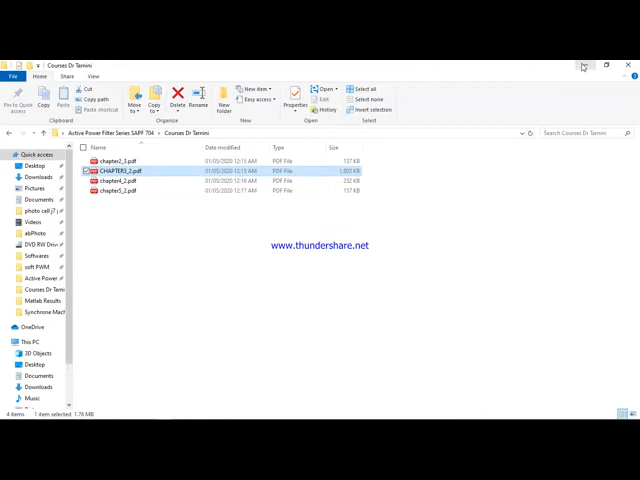 Courses Dr Tamini
File Home Share View
Pin to Quick access
Copy
Paste
Cut
Copy path
Paste shortcut
Clipboard
Move to
Copy to
Delete
Rename
Organize
New folder
New item
Easy access
New
Properties
Open
Edit
History
Open
Select all
Select none
Invert selection
Select
Active Power Filter Series SAPF 704 > Courses Dr Tamini
Search Courses Dr Tamini
Name Date modified Type Size
chapter2_3.pdf 01/05/2020 12:15 AM PDF File 137 KB
CHAPTER3_2.pdf 01/05/2020 12:15 AM PDF File
chapter4_2.pdf 01/05/2020 12:16 AM PDF File 232 KB
chapter5_2.pdf 01/05/2020 12:17 AM PDF File 157 KB
Quick access
Desktop
Downloads
Pictures
Documents
photo cell j7
Videos
abPhoto
DVD RW Drive
Softwares
soft PWM
Active Power
Courses Dr Tamini
Matlab Results
Synchrone Mach
OneDrive
This PC
3D Objects
Desktop
Documents
Downloads
Music
www.thundershare.net
4 items 1 item selected 1.76 MB